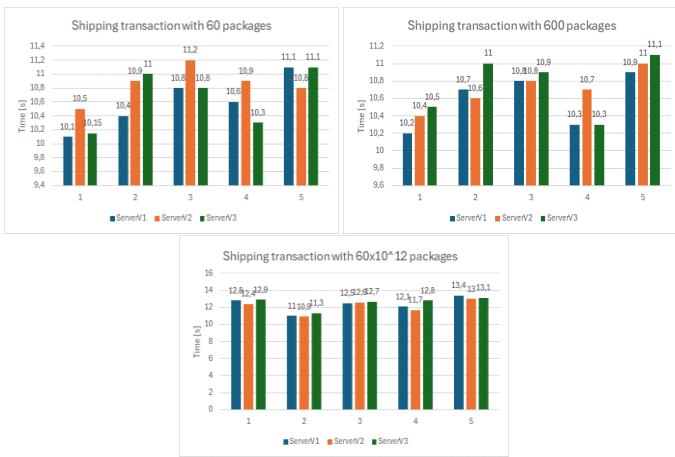 Shipping transaction with 60 packages
11,4
11,2
11
10,8
10,6
10,4
10,2
10
9,8
9,6
9,4
Time [s]
10,1 10,5 10,15
10,4 10,9 11
10,8 11,2 10,8
10,6 10,9 10,3
11,1 10,8 11,1
1 2 3 4 5
ServerV1 ServerV2 ServerV3
Shipping transaction with 600 packages
11,2
11
10,8
10,6
10,4
10,2
10
9,8
9,6
Time [s]
10,2 10,4 10,5
10,7 10,6 11
10,8 10,8 10,9
10,3 10,7 10,3
10,9 11 11,1
1 2 3 4 5
ServerV1 ServerV2 ServerV3
Shipping transaction with 60x10^12 packages
16
14
12
10
8
6
4
2
0
Time [s]
12,8 12,4 12,9
11 10,9 11,3
12,5 12,6 12,7
12,1 11,7 12,8
13,4 13 13,1
1 2 3 4 5
ServerV1 ServerV2 ServerV3